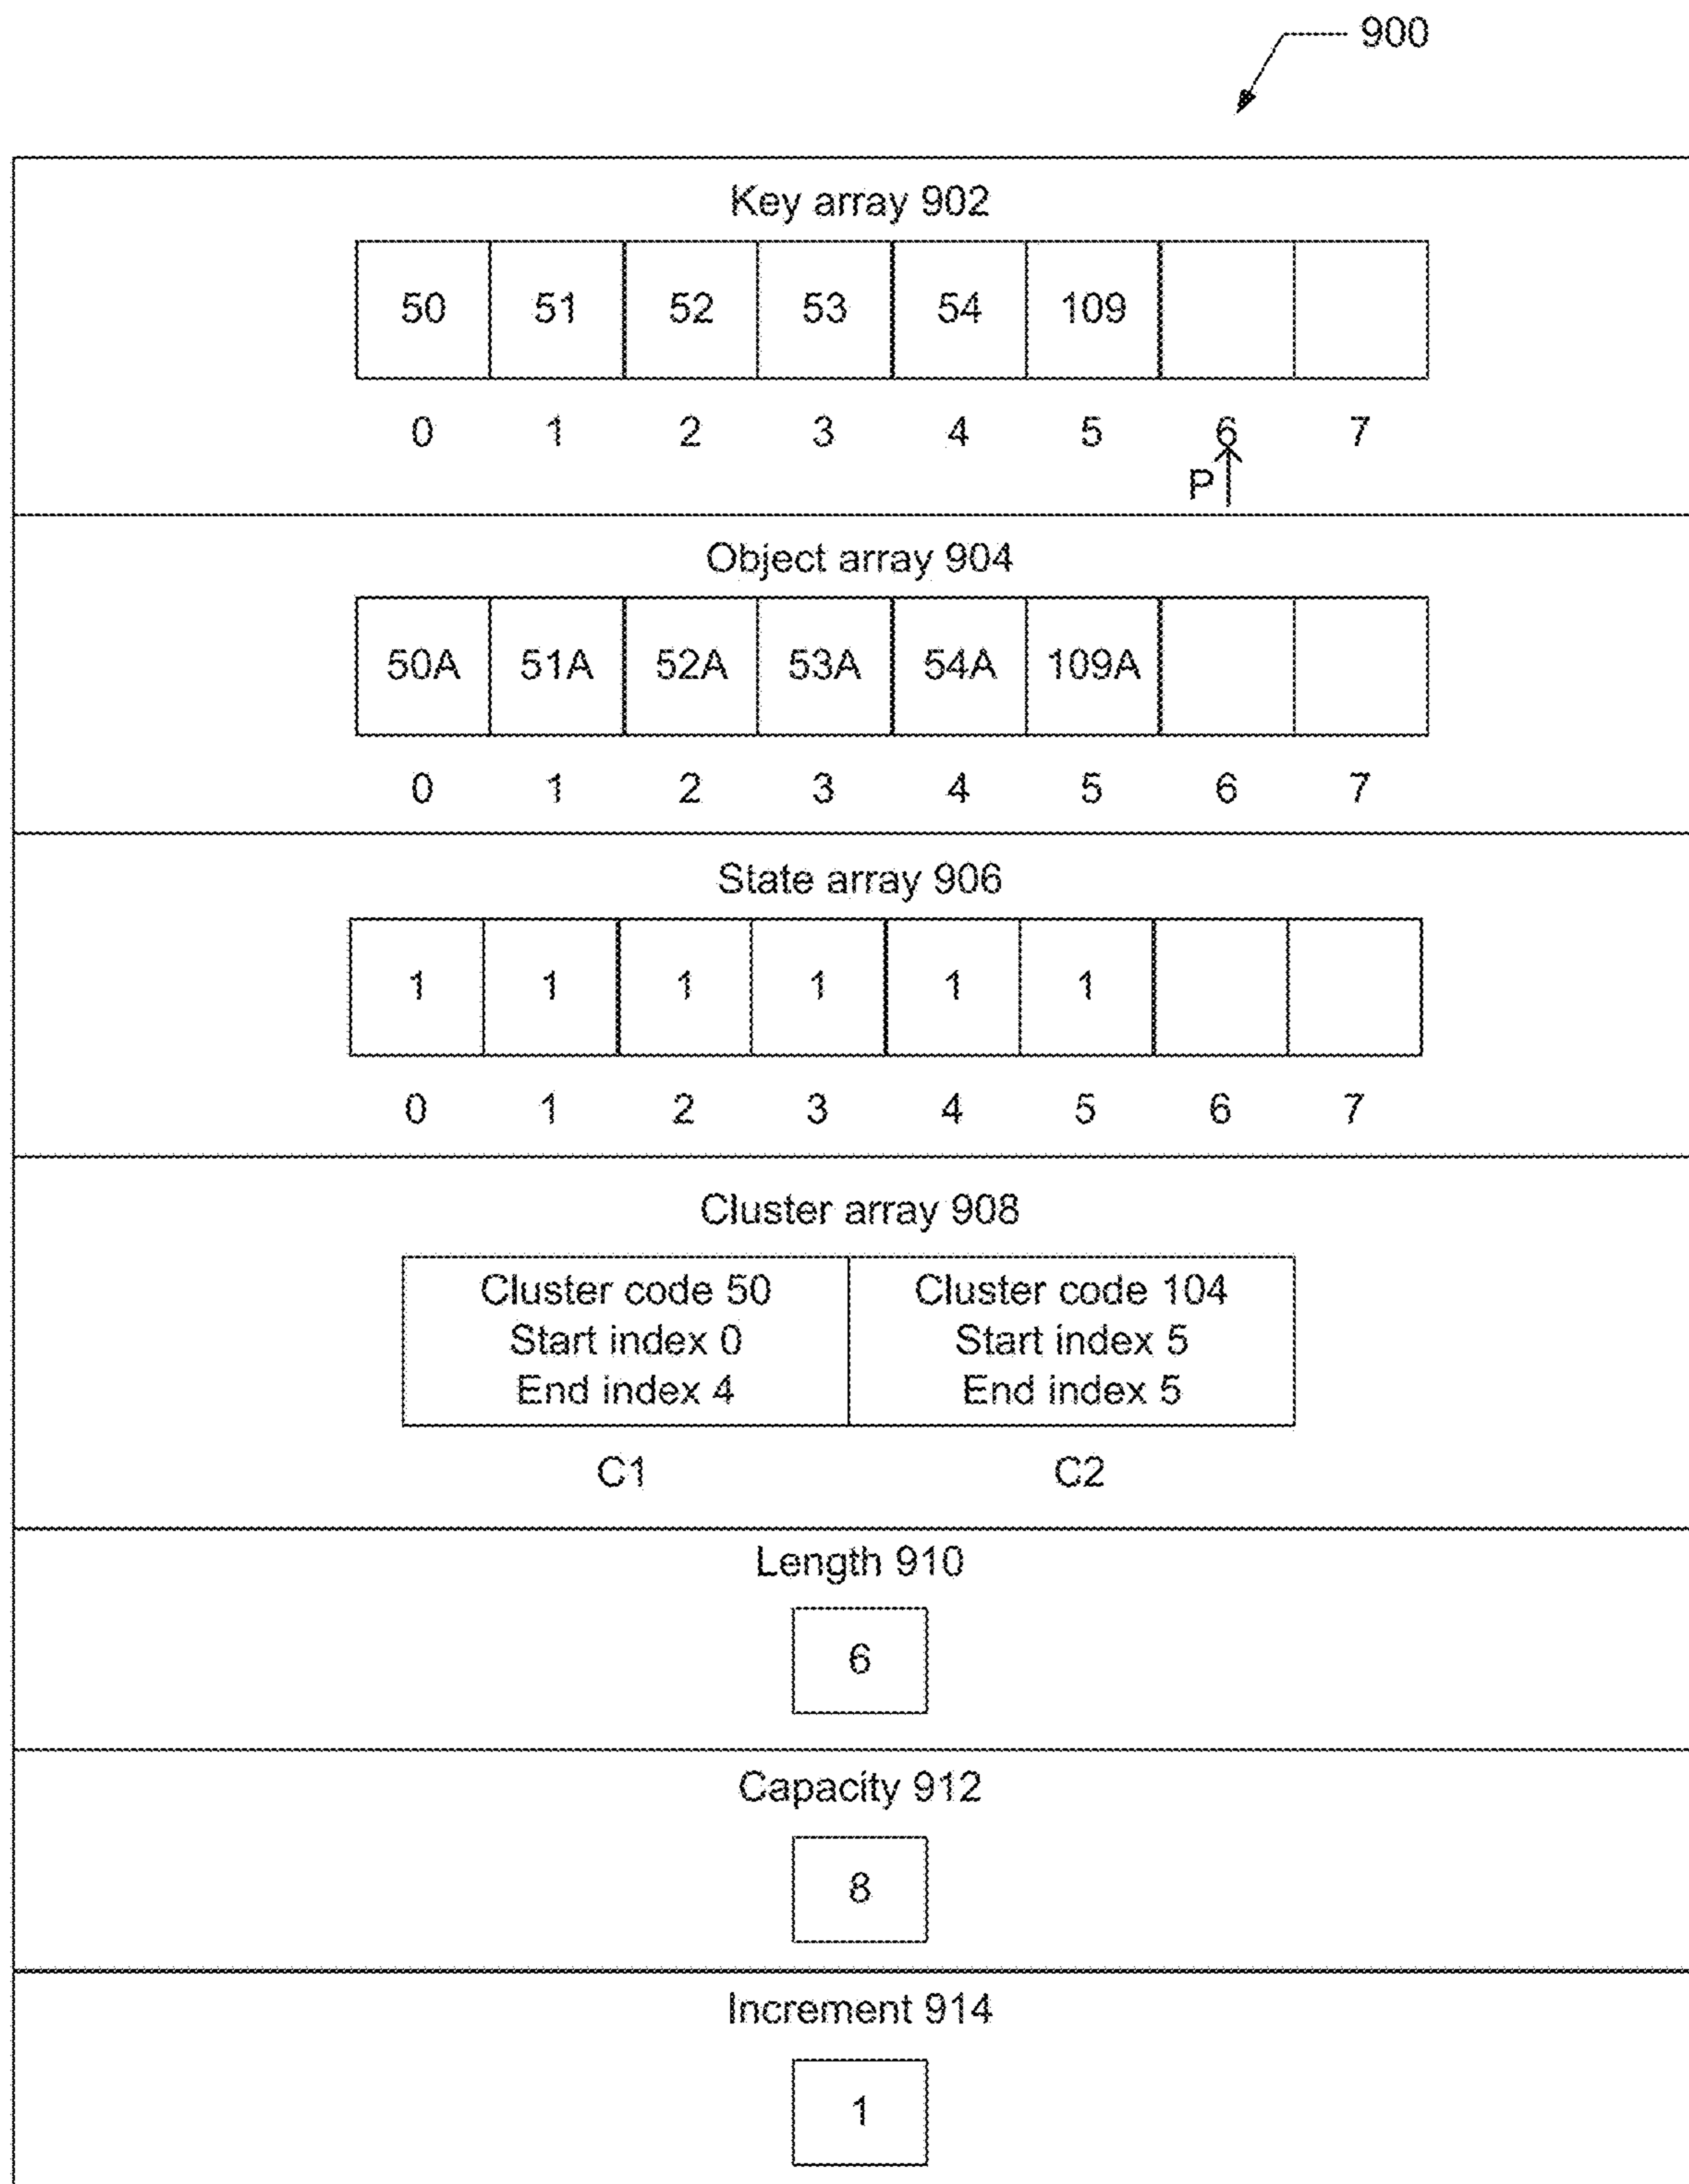 900
Key array 902
50 51 52 53 54 109
0 1 2 3 4 5 6 7
P
Object array 904
50A 51A 52A 53A 54A 109A
0 1 2 3 4 5 6 7
State array 906
1 1 1 1 1 1
0 1 2 3 4 5 6 7
Cluster array 908
Cluster code 50 Cluster code 104
Start index 0 Start index 5
End index 4 End index 5
C1 C2
Length 910
6
Capacity 912
8
Increment 914
1